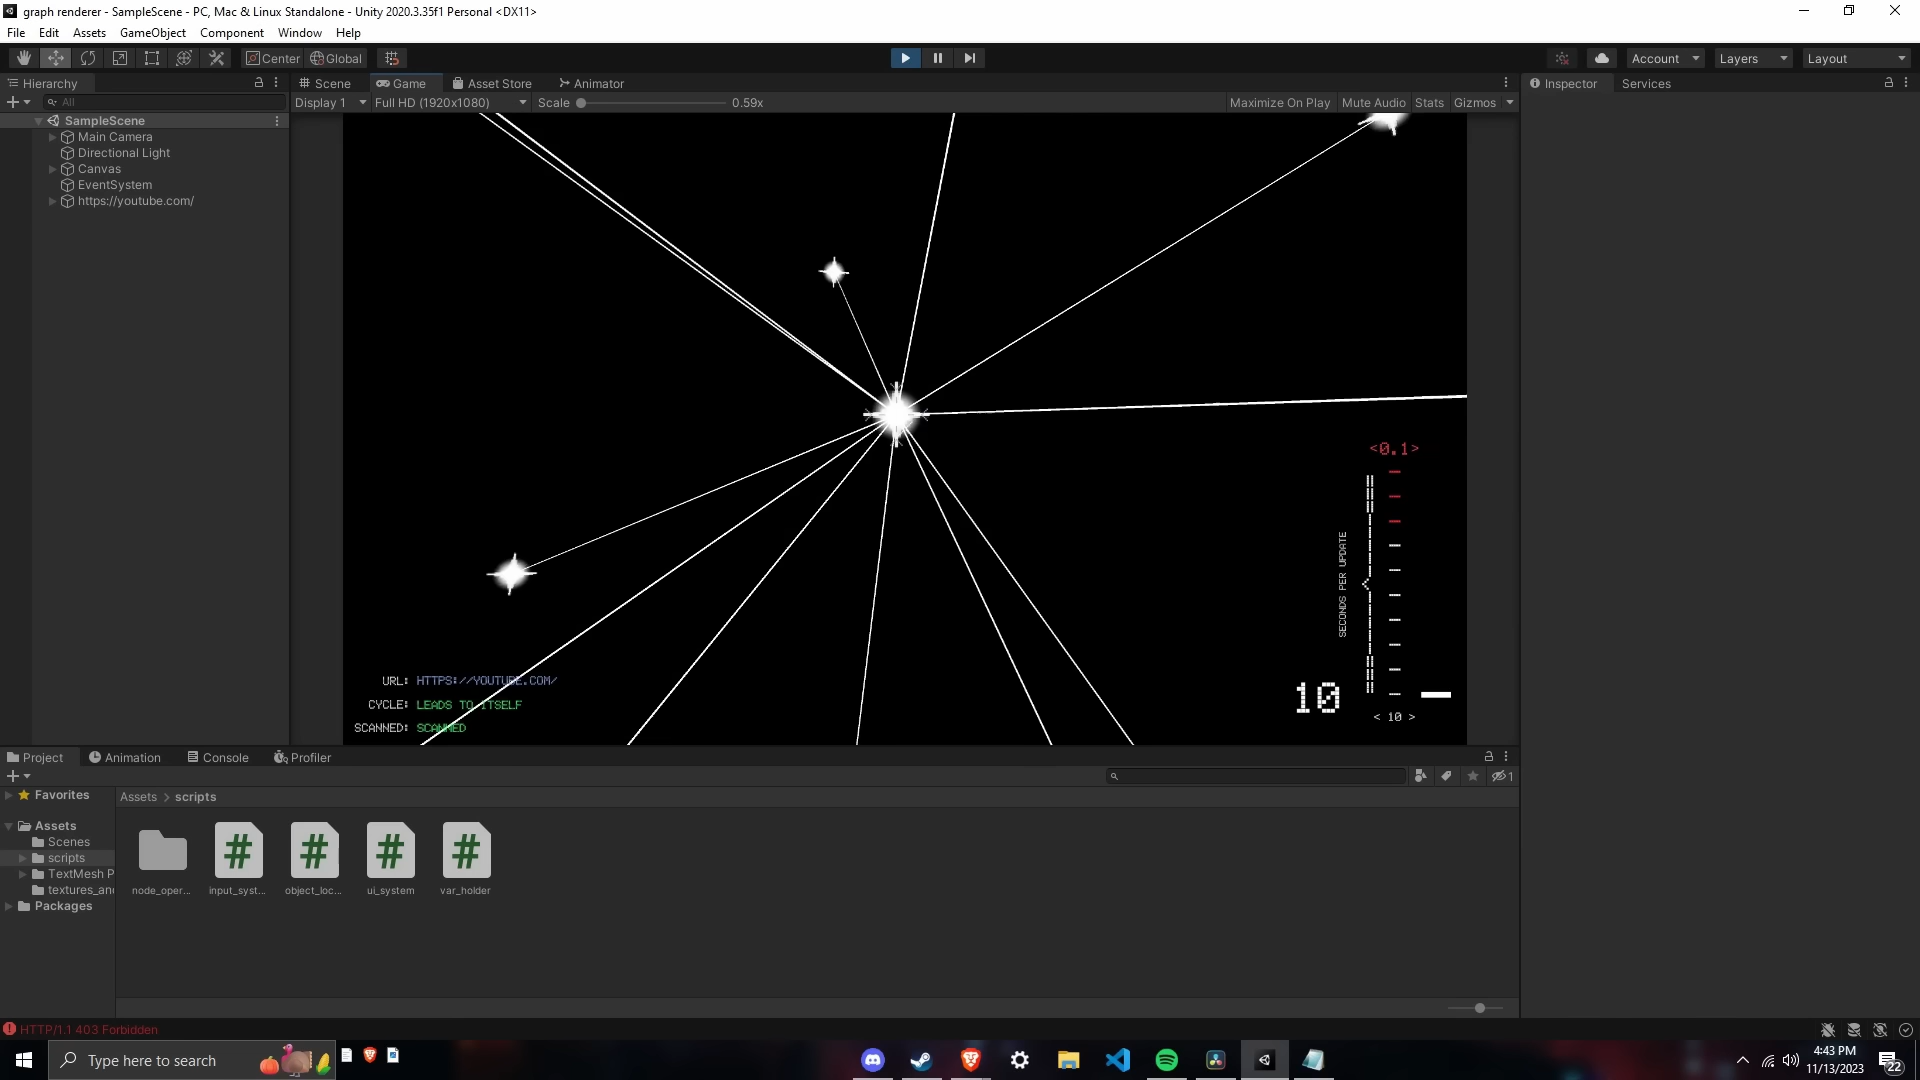 graph renderer - SampleScene - PC, Mac & Linux Standalone - Unity 2020.3.35f1 Personal <DX11>
File Edit Assets GameObject Component Window Help
Center Global Account Layers Layout
Hierarchy
All
SampleScene
Main Camera
Directional Light
Canvas
EventSystem
https://youtube.com/
Scene Game Asset Store Animator
Display 1 Full HD (1920x1080) Scale 0.59x Maximize On Play Mute Audio Stats Gizmos
Inspector Services
<0.1>
SECONDS PER UPDATE
10
< 10 >
URL: HTTPS://YOUTUBE.COM/
CYCLE: LEADS TO ITSELF
SCANNED: SCANNED
Project Animation Console Profiler
1
Favorites
Assets
Scenes
scripts
TextMesh P
textures_an
Packages
Assets > scripts
node_oper... input_syst... object_loc... ui_system var_holder
HTTP/1.1 403 Forbidden
Type here to search
4:43 PM
11/13/2023
22